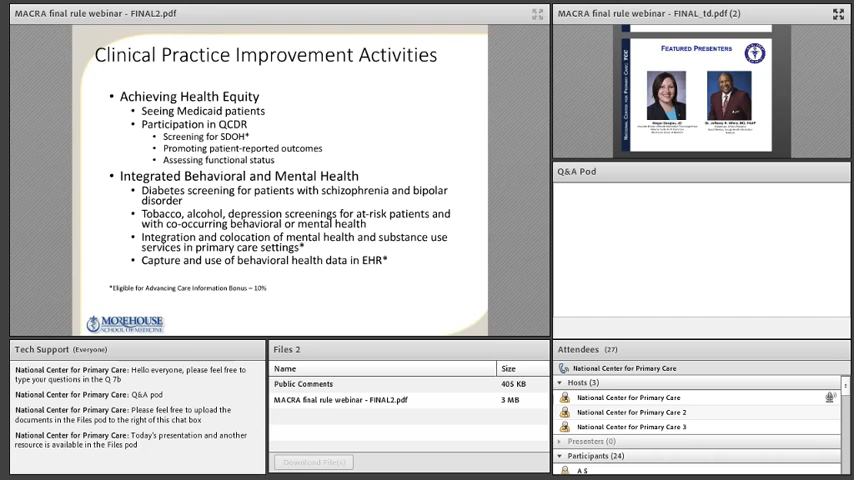 MACRA final rule webinar - FINAL2.pdf
Clinical Practice Improvement Activities
• Achieving Health Equity
• Seeing Medicaid patients
• Participation in QCDR
• Screening for SDOH*
• Promoting patient-reported outcomes
• Assessing functional status
• Integrated Behavioral and Mental Health
• Diabetes screening for patients with schizophrenia and bipolar
disorder
• Tobacco, alcohol, depression screenings for at-risk patients and
with co-occurring behavioral or mental health
• Integration and colocation of mental health and substance use
services in primary care settings*
• Capture and use of behavioral health data in EHR*
*Eligible for Advancing Care Information Bonus – 10%
MOREHOUSE
SCHOOL OF MEDICINE
MACRA final rule webinar - FINAL_td.pdf (2)
FEATURED PRESENTERS
NATIONAL CENTER FOR PRIMARY CARE
Q&A Pod
Tech Support (Everyone)
National Center for Primary Care: Hello everyone, please feel free to
type your questions in the Q 7b
National Center for Primary Care: Q&A pod
National Center for Primary Care: Please feel free to upload the
documents in the Files pod to the right of this chat box
National Center for Primary Care: Today's presentation and another
resource is available in the Files pod
Files 2
Name Size
Public Comments 405 KB
MACRA final rule webinar - FINAL2.pdf 3 MB
Download File(s)
Attendees (27)
National Center for Primary Care
Hosts (3)
National Center for Primary Care
National Center for Primary Care 2
National Center for Primary Care 3
Presenters (0)
Participants (24)
A S